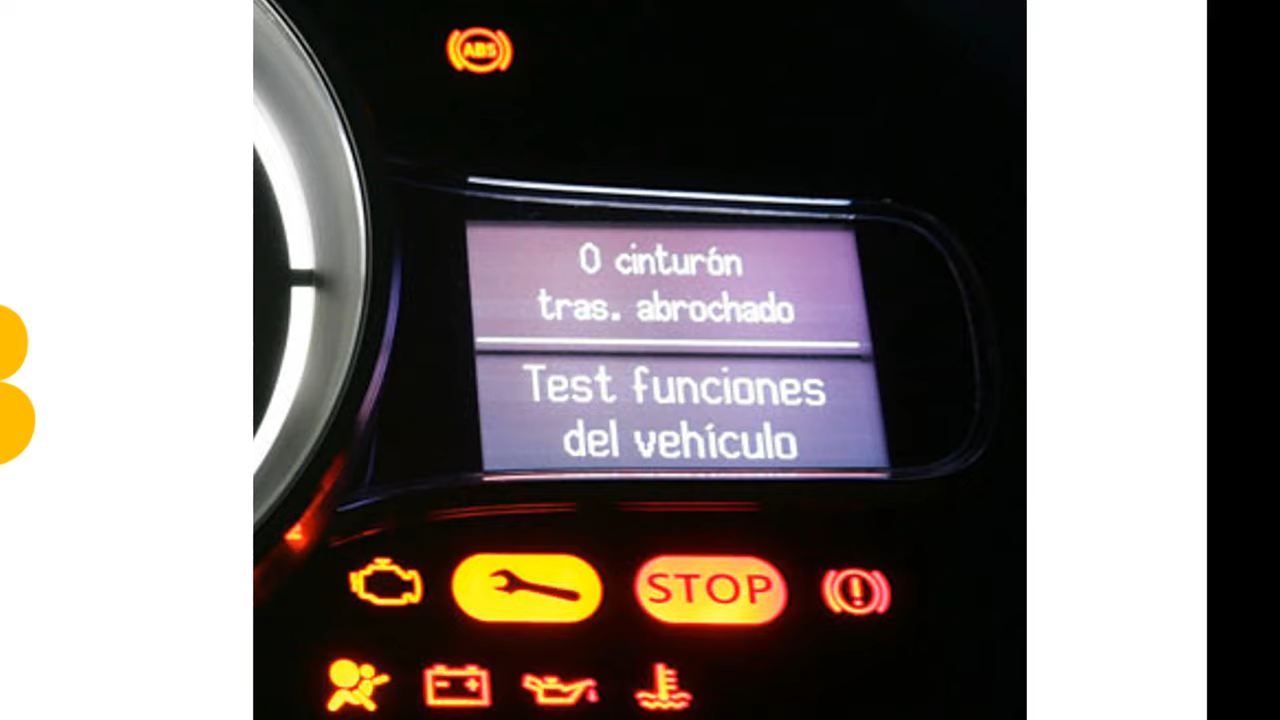 ABS
0 cinturón
tras. abrochado
Test funciones
del vehículo
STOP